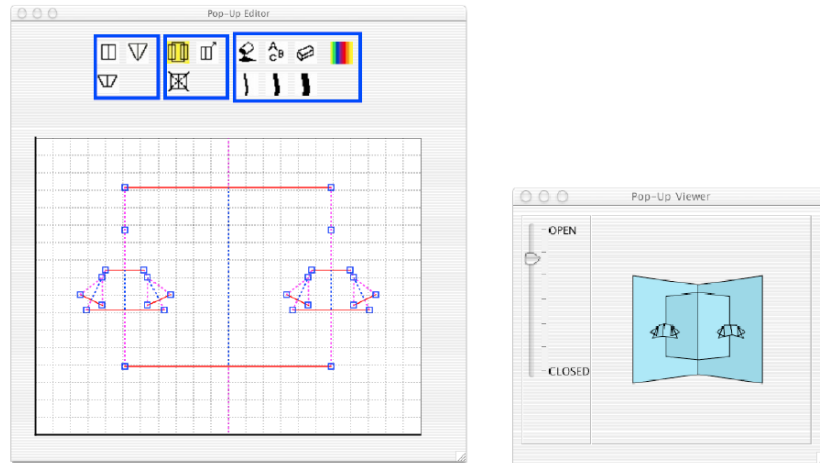 Pop-Up Editor
A
C B
Pop-Up Viewer
OPEN
CLOSED